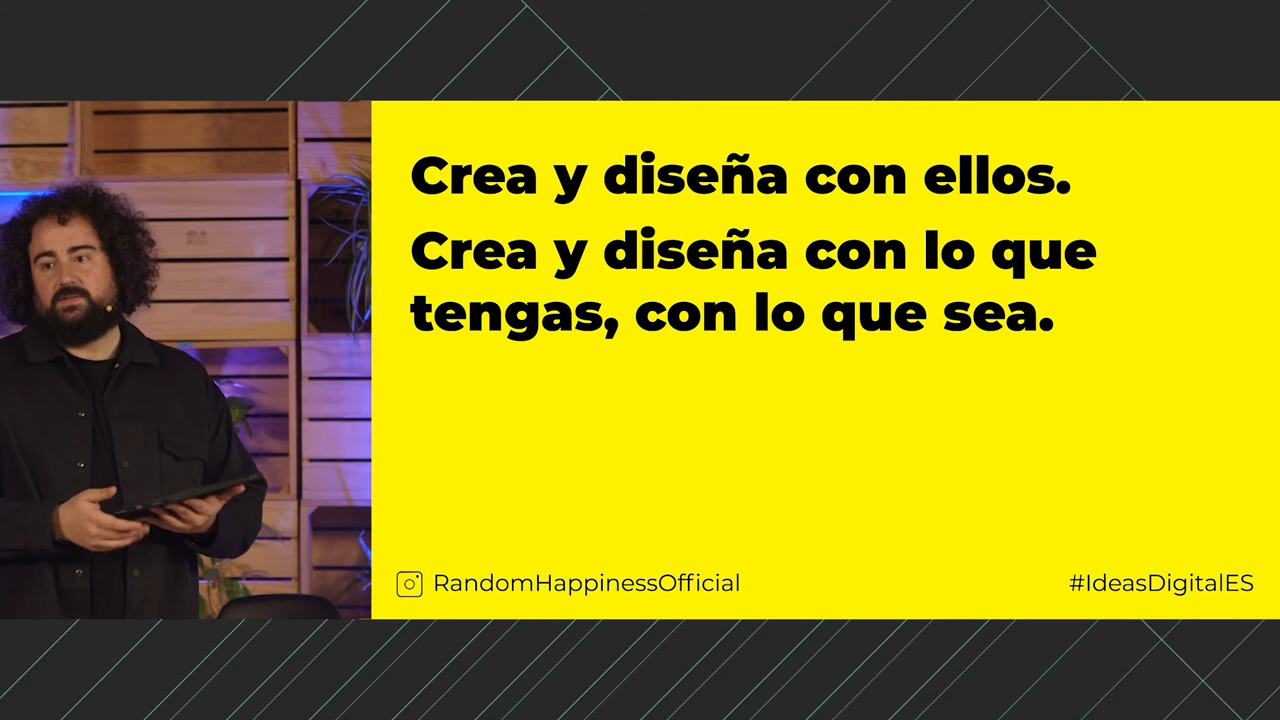 Crea y diseña con ellos.
Crea y diseña con lo que
tengas, con lo que sea.
RandomHappinessOfficial
#IdeasDigitalES